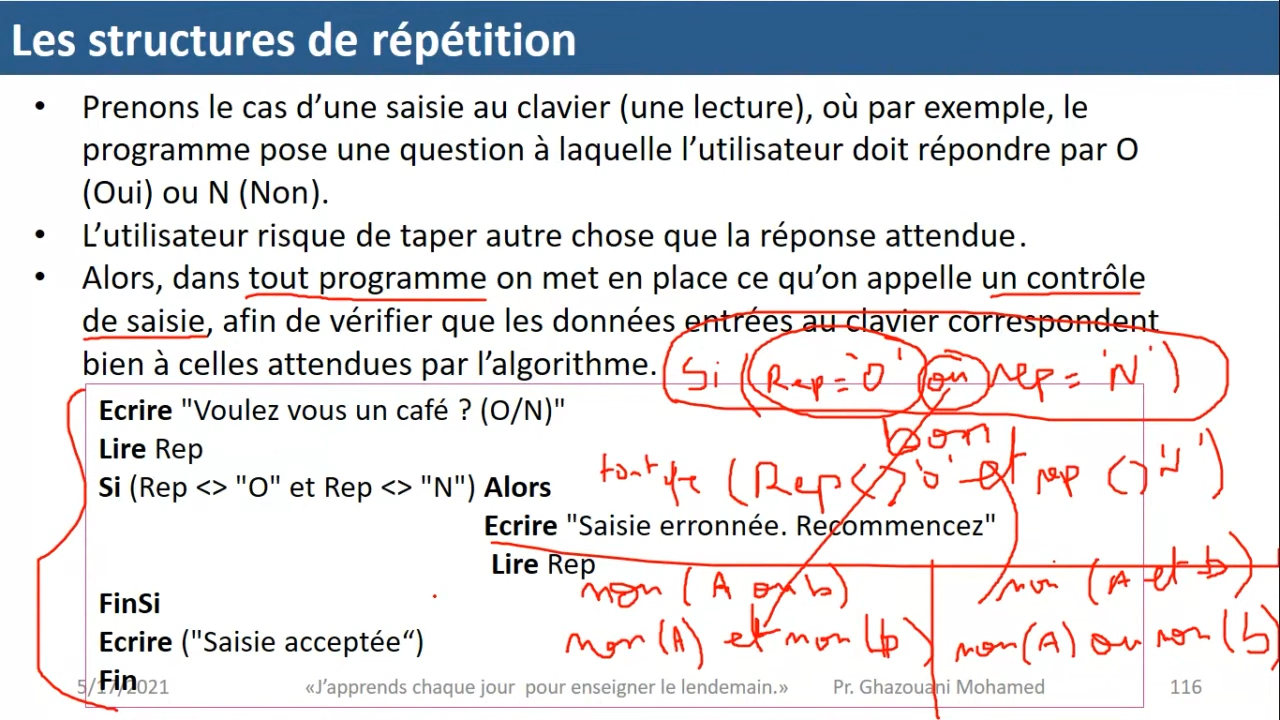 Les structures de répétition
• Prenons le cas d'une saisie au clavier (une lecture), où par exemple, le
programme pose une question à laquelle l'utilisateur doit répondre par O
(Oui) ou N (Non).
• L'utilisateur risque de taper autre chose que la réponse attendue.
• Alors, dans tout programme on met en place ce qu'on appelle un contrôle
de saisie, afin de vérifier que les données entrées au clavier correspondent
bien à celles attendues par l'algorithme.
Si (Rep = 'O' ou rep = 'N')
Ecrire "Voulez vous un café ? (O/N)"
bon
Lire Rep
Si (Rep <> "O" et Rep <> "N") Alors
(Rep <> 'O' et rep <> 'N')
Ecrire "Saisie erronnée. Recommencez"
Lire Rep
non (A ou b)
non (A et b)
FinSi
Ecrire ("Saisie acceptée“)
non (A) et non (b)
non (A) ou non (b)
Fin
5/17/2021 «J'apprends chaque jour pour enseigner le lendemain.» Pr. Ghazouani Mohamed 116